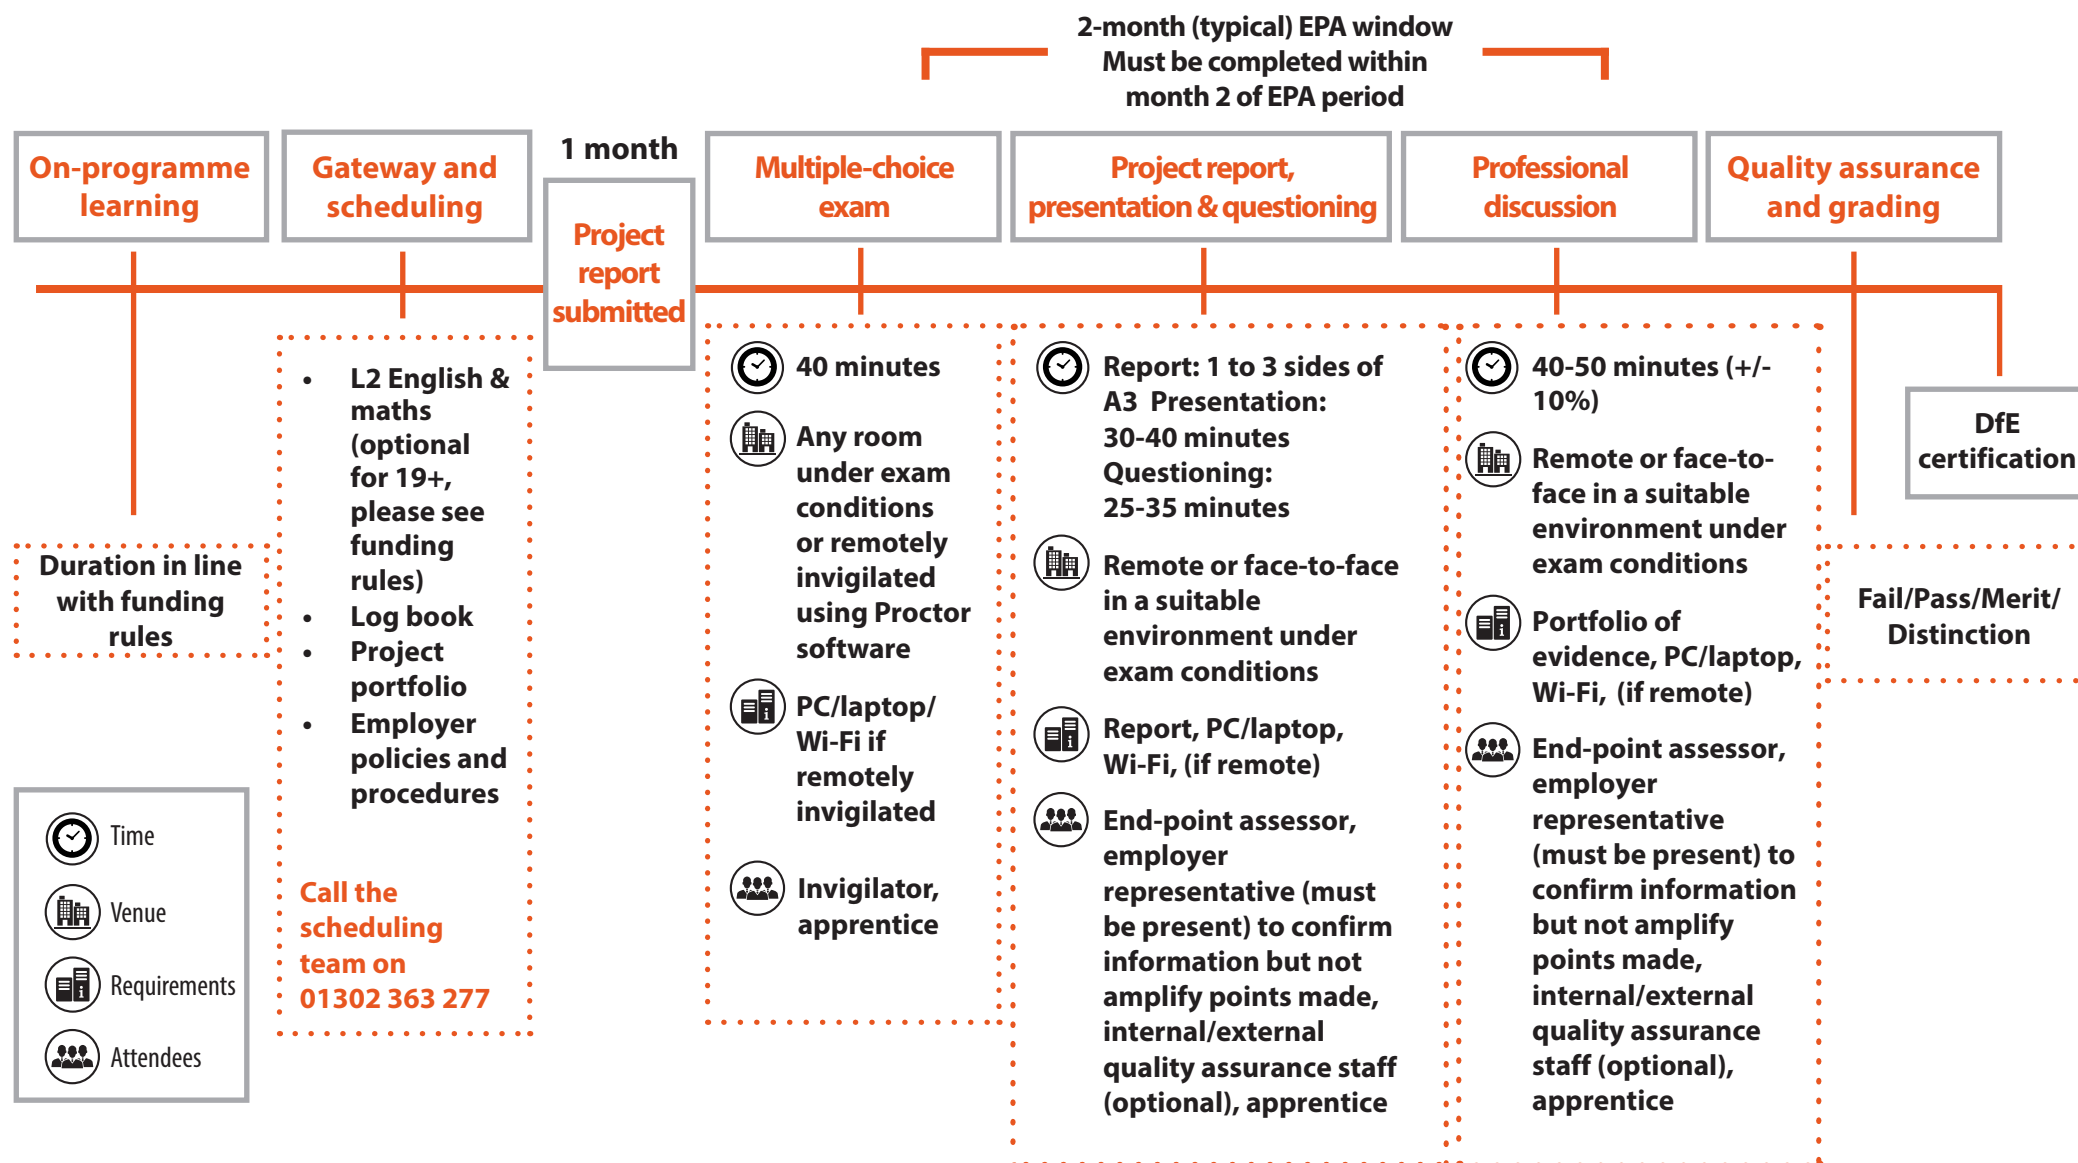 2-month (typical) EPA window
Must be completed within
month 2 of EPA period
On-programme
learning
Gateway and
scheduling
1 month
Project
report
submitted
Multiple-choice
exam
Project report,
presentation & questioning
Professional
discussion
Quality assurance
and grading
Duration in line
with funding
rules
• L2 English &
maths
(optional
for 19+,
please see
funding
rules)
• Log book
• Project
portfolio
• Employer
policies and
procedures
Call the
scheduling
team on
01302 363 277
40 minutes
Any room
under exam
conditions
or remotely
invigilated
using Proctor
software
PC/laptop/
Wi-Fi if
remotely
invigilated
Invigilator,
apprentice
Report: 1 to 3 sides of
A3 Presentation:
30-40 minutes
Questioning:
25-35 minutes
Remote or face-to-face
in a suitable
environment under
exam conditions
Report, PC/laptop,
Wi-Fi, (if remote)
End-point assessor,
employer
representative (must
be present) to confirm
information but not
amplify points made,
internal/external
quality assurance staff
(optional), apprentice
40-50 minutes (+/-
10%)
Remote or face-to-
face in a suitable
environment under
exam conditions
Portfolio of
evidence, PC/laptop,
Wi-Fi, (if remote)
End-point assessor,
employer
representative
(must be present) to
confirm information
but not amplify
points made,
internal/external
quality assurance
staff (optional),
apprentice
Fail/Pass/Merit/
Distinction
DfE
certification
Time
Venue
Requirements
Attendees